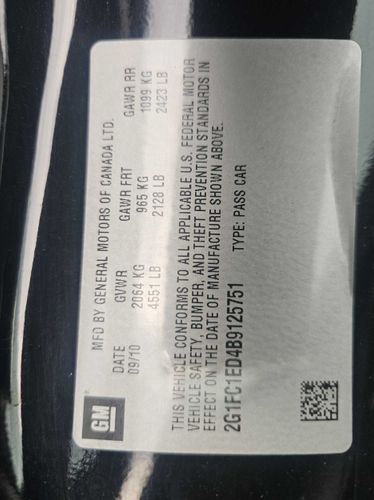 GM
MFD BY GENERAL MOTORS OF CANADA LTD.
DATE GVWR GAWR FRT GAWR RR
09/10 2064 KG 965 KG 1099 KG
4551 LB 2128 LB 2423 LB
THIS VEHICLE CONFORMS TO ALL APPLICABLE U.S. FEDERAL MOTOR
VEHICLE SAFETY, BUMPER, AND THEFT PREVENTION STANDARDS IN
EFFECT ON THE DATE OF MANUFACTURE SHOWN ABOVE.
2G1FC1ED4B9125751 TYPE: PASS CAR